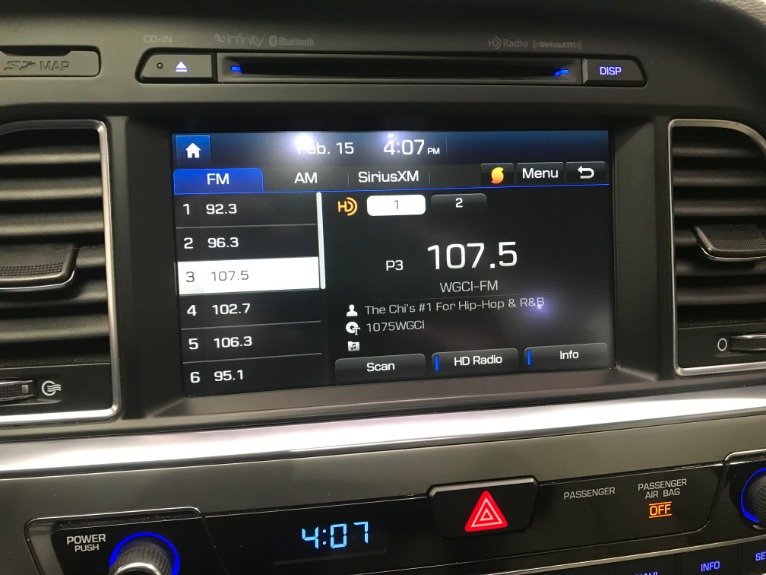 CD-IN infinity Bluetooth HD Radio SiriusXM
MAP
DISP
Feb. 15 4:07 PM
FM AM SiriusXM Menu
1 92.3
2 96.3
3 107.5
4 102.7
5 106.3
6 95.1
HD 1 2
P3 107.5
WGCI-FM
The Chi's #1 For Hip-Hop & R&B
1075WGCI
Scan HD Radio Info
POWER
PUSH
4:07
PASSENGER
PASSENGER
AIR BAG
OFF
INFO